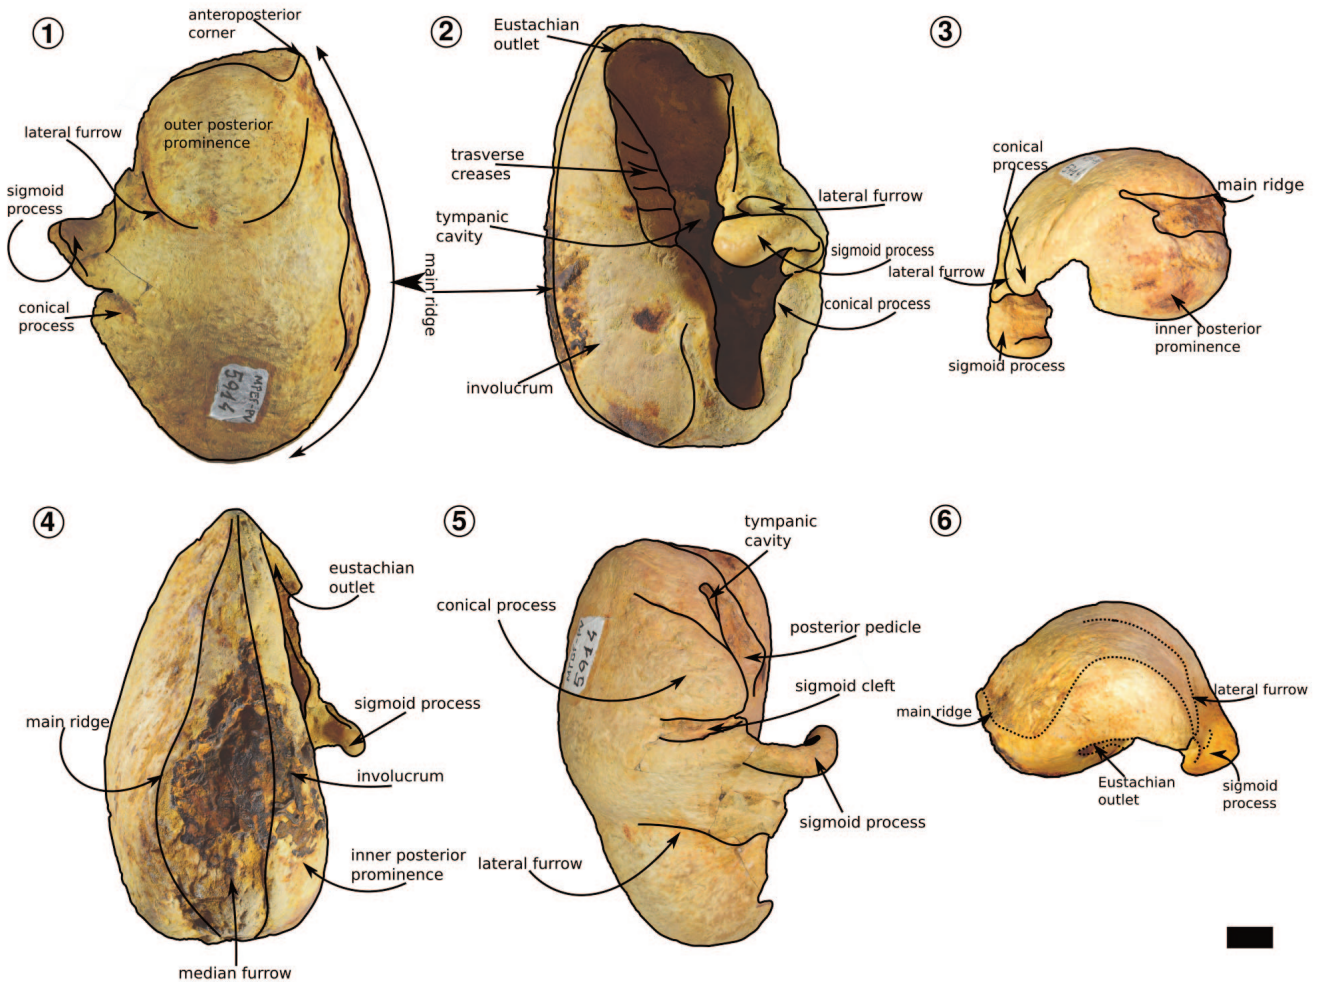 1
anteroposterior
corner
lateral furrow
outer posterior
prominence
sigmoid
process
conical
process
main ridge
MPEF-PV
5914
2
Eustachian
outlet
trasverse
creases
tympanic
cavity
involucrum
lateral furrow
sigmoid process
conical process
3
conical
process
main ridge
lateral furrow
inner posterior
prominence
sigmoid process
4
eustachian
outlet
sigmoid process
main ridge
involucrum
inner posterior
prominence
median furrow
5
tympanic
cavity
conical process
posterior pedicle
sigmoid cleft
sigmoid process
lateral furrow
5914
6
main ridge
lateral furrow
Eustachian
outlet
sigmoid
process